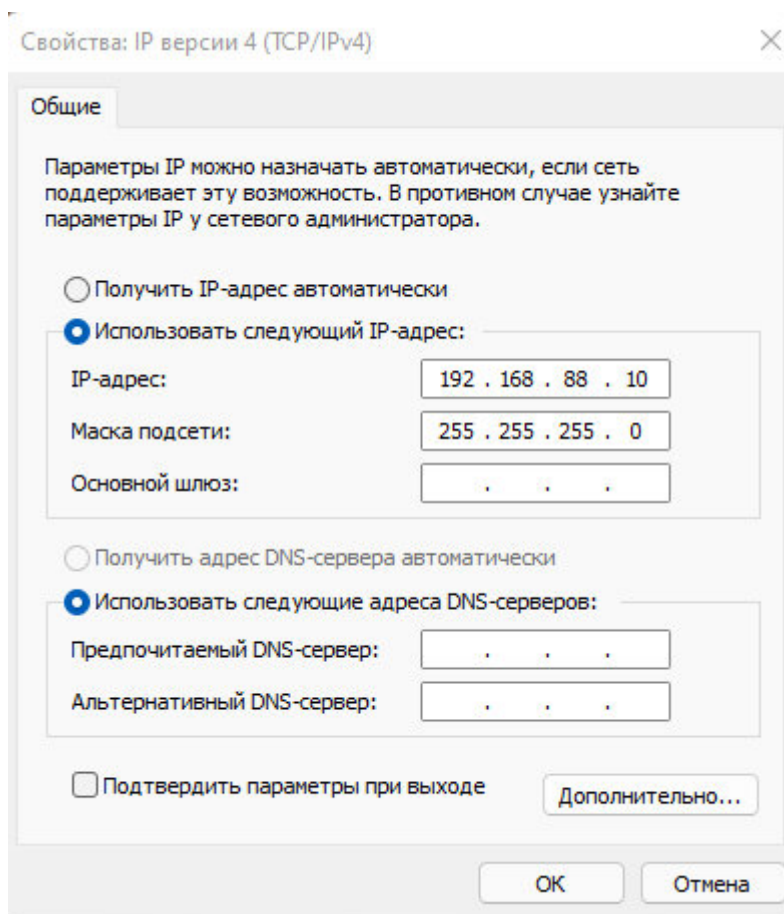 Свойства: IP версии 4 (TCP/IPv4)
Общие
Параметры IP можно назначать автоматически, если сеть
поддерживает эту возможность. В противном случае узнайте
параметры IP у сетевого администратора.
Получить IP-адрес автоматически
Использовать следующий IP-адрес:
IP-адрес: 192 . 168 . 88 . 10
Маска подсети: 255 . 255 . 255 . 0
Основной шлюз: . . .
Получить адрес DNS-сервера автоматически
Использовать следующие адреса DNS-серверов:
Предпочитаемый DNS-сервер: . . .
Альтернативный DNS-сервер: . . .
Подтвердить параметры при выходе Дополнительно...
ОК Отмена